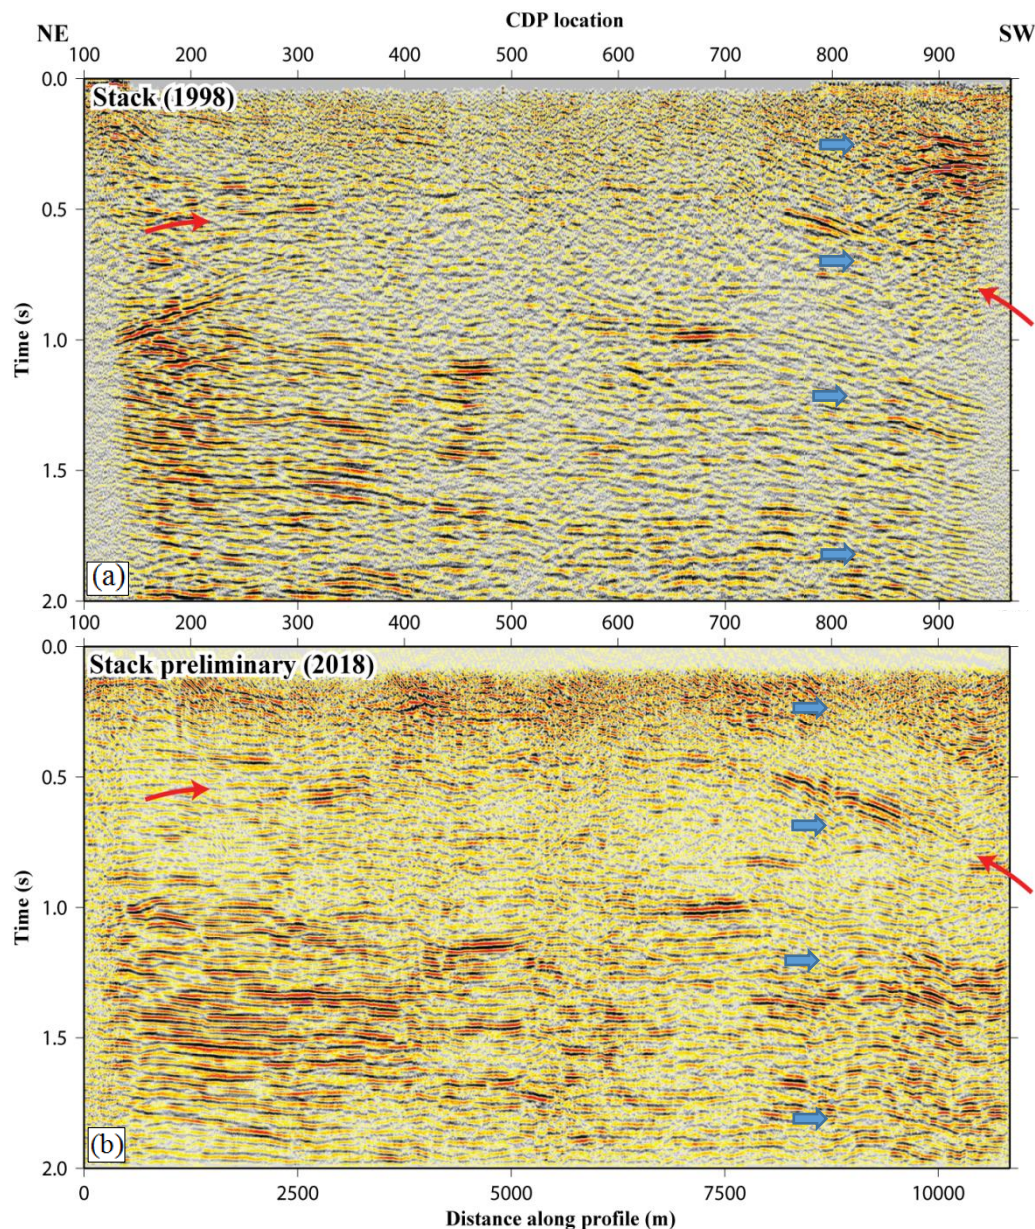 CDP location
NE SW
100 200 300 400 500 600 700 800 900
0.0
Stack (1998)
0.5
Time (s)
1.0
1.5
(a)
2.0
100 200 300 400 500 600 700 800 900
0.0
Stack preliminary (2018)
0.5
Time (s)
1.0
1.5
(b)
2.0
0 2500 5000 7500 10000
Distance along profile (m)